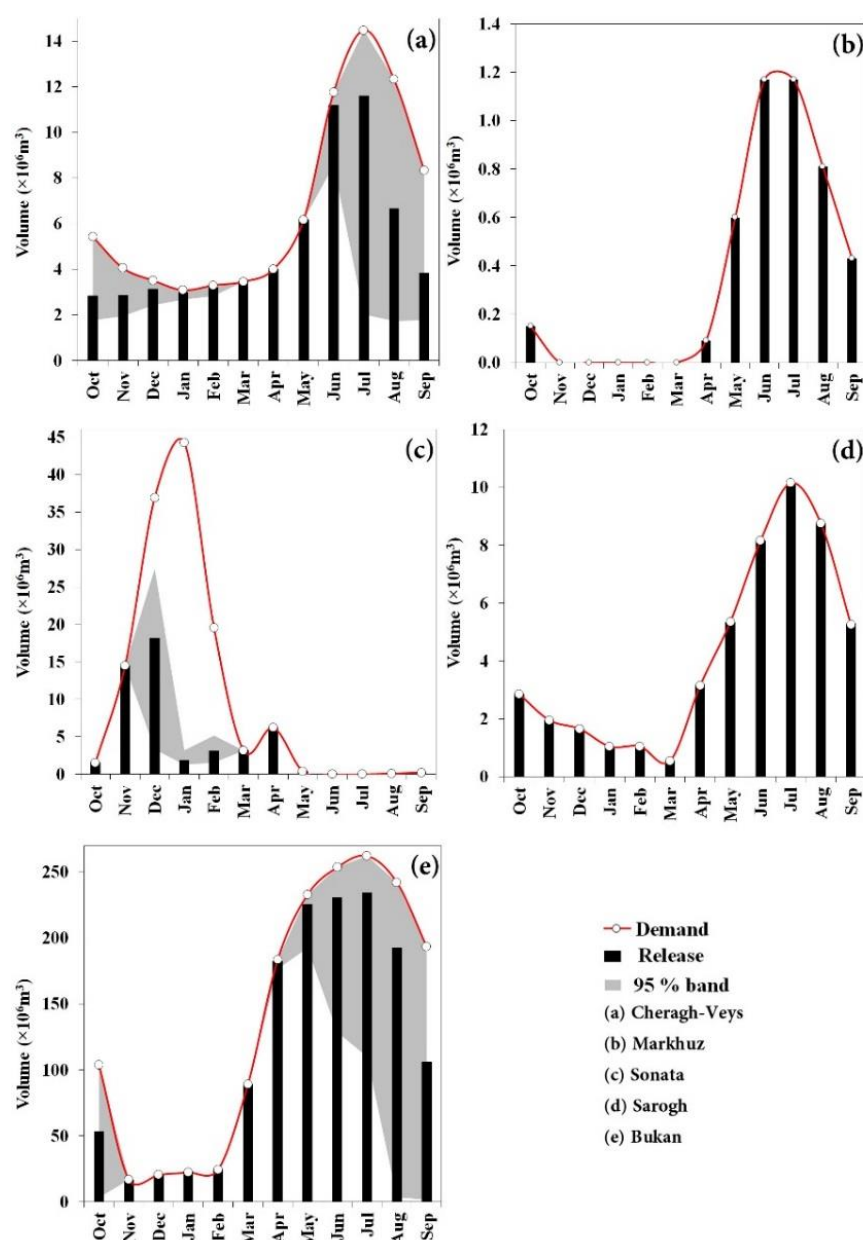 (a)
Volume (×10⁶m³)
14
12
10
8
6
4
2
0
Oct Nov Dec Jan Feb Mar Apr May Jun Jul Aug Sep
(b)
Volume (×10⁶m³)
1.4
1.2
1.0
0.8
0.6
0.4
0.2
0.0
Oct Nov Dec Jan Feb Mar Apr May Jun Jul Aug Sep
(c)
Volume (×10⁶m³)
45
40
35
30
25
20
15
10
5
0
Oct Nov Dec Jan Feb Mar Apr May Jun Jul Aug Sep
(d)
Volume (×10⁶m³)
12
10
8
6
4
2
0
Oct Nov Dec Jan Feb Mar Apr May Jun Jul Aug Sep
(e)
Volume (×10⁶m³)
250
200
150
100
50
0
Oct Nov Dec Jan Feb Mar Apr May Jun Jul Aug Sep
Demand
Release
95 % band
(a) Cheragh-Veys
(b) Markhuz
(c) Sonata
(d) Sarogh
(e) Bukan